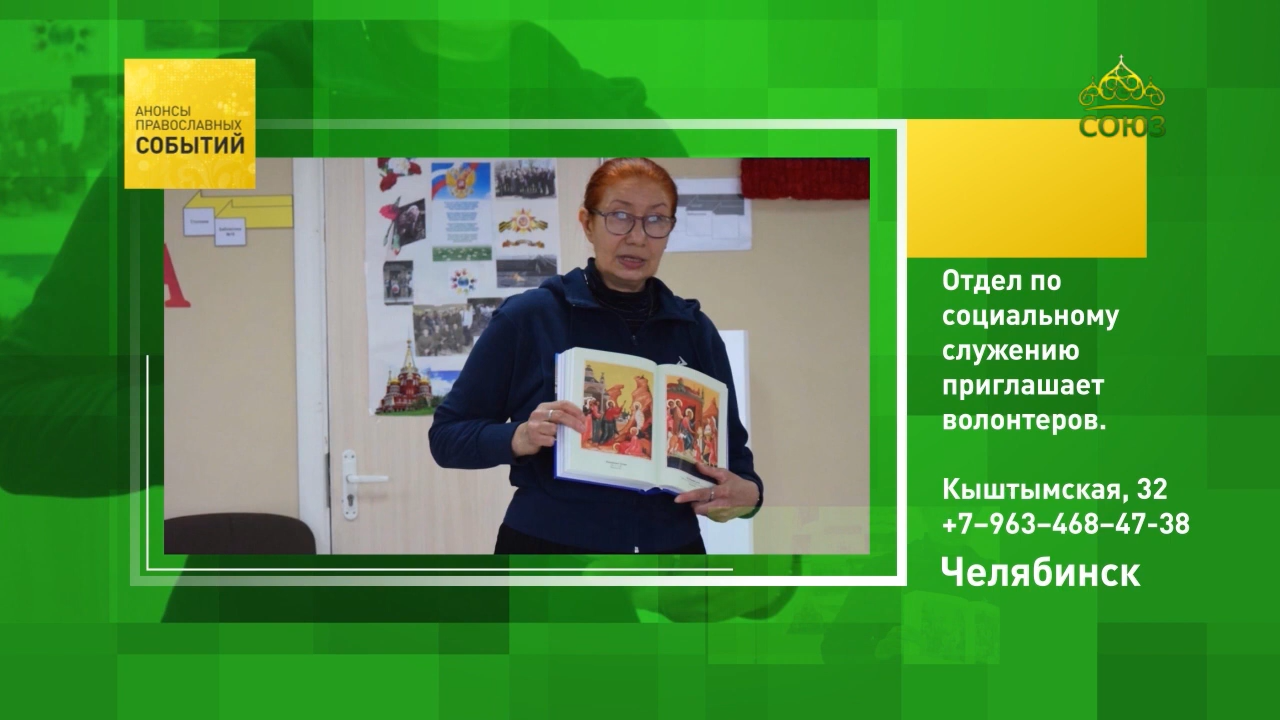 АНОНСЫ
ПРАВОСЛАВНЫХ
СОБЫТИЙ
СОЮЗ
Отдел по
социальному
служению
приглашает
волонтеров.
Кыштымская, 32
+7–963–468–47-38
Челябинск